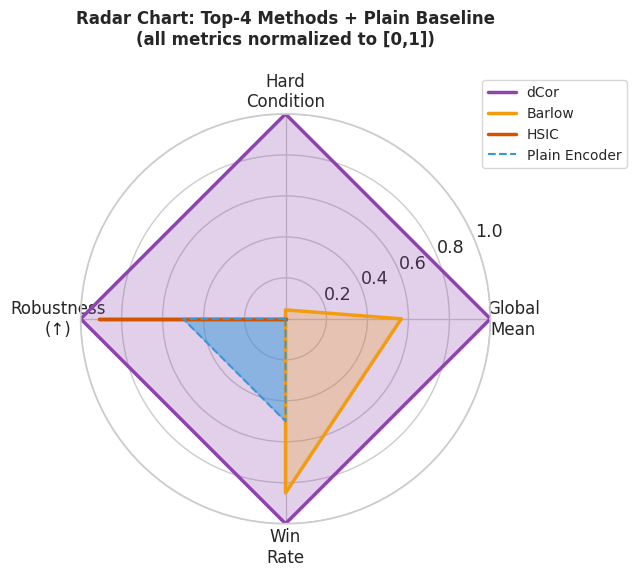 Radar Chart: Top-4 Methods + Plain Baseline
(all metrics normalized to [0,1])
dCor
Barlow
HSIC
Plain Encoder
Hard
Condition
1.0
0.8
0.6
0.4
0.2
Robustness
(↑)
Global
Mean
Win
Rate